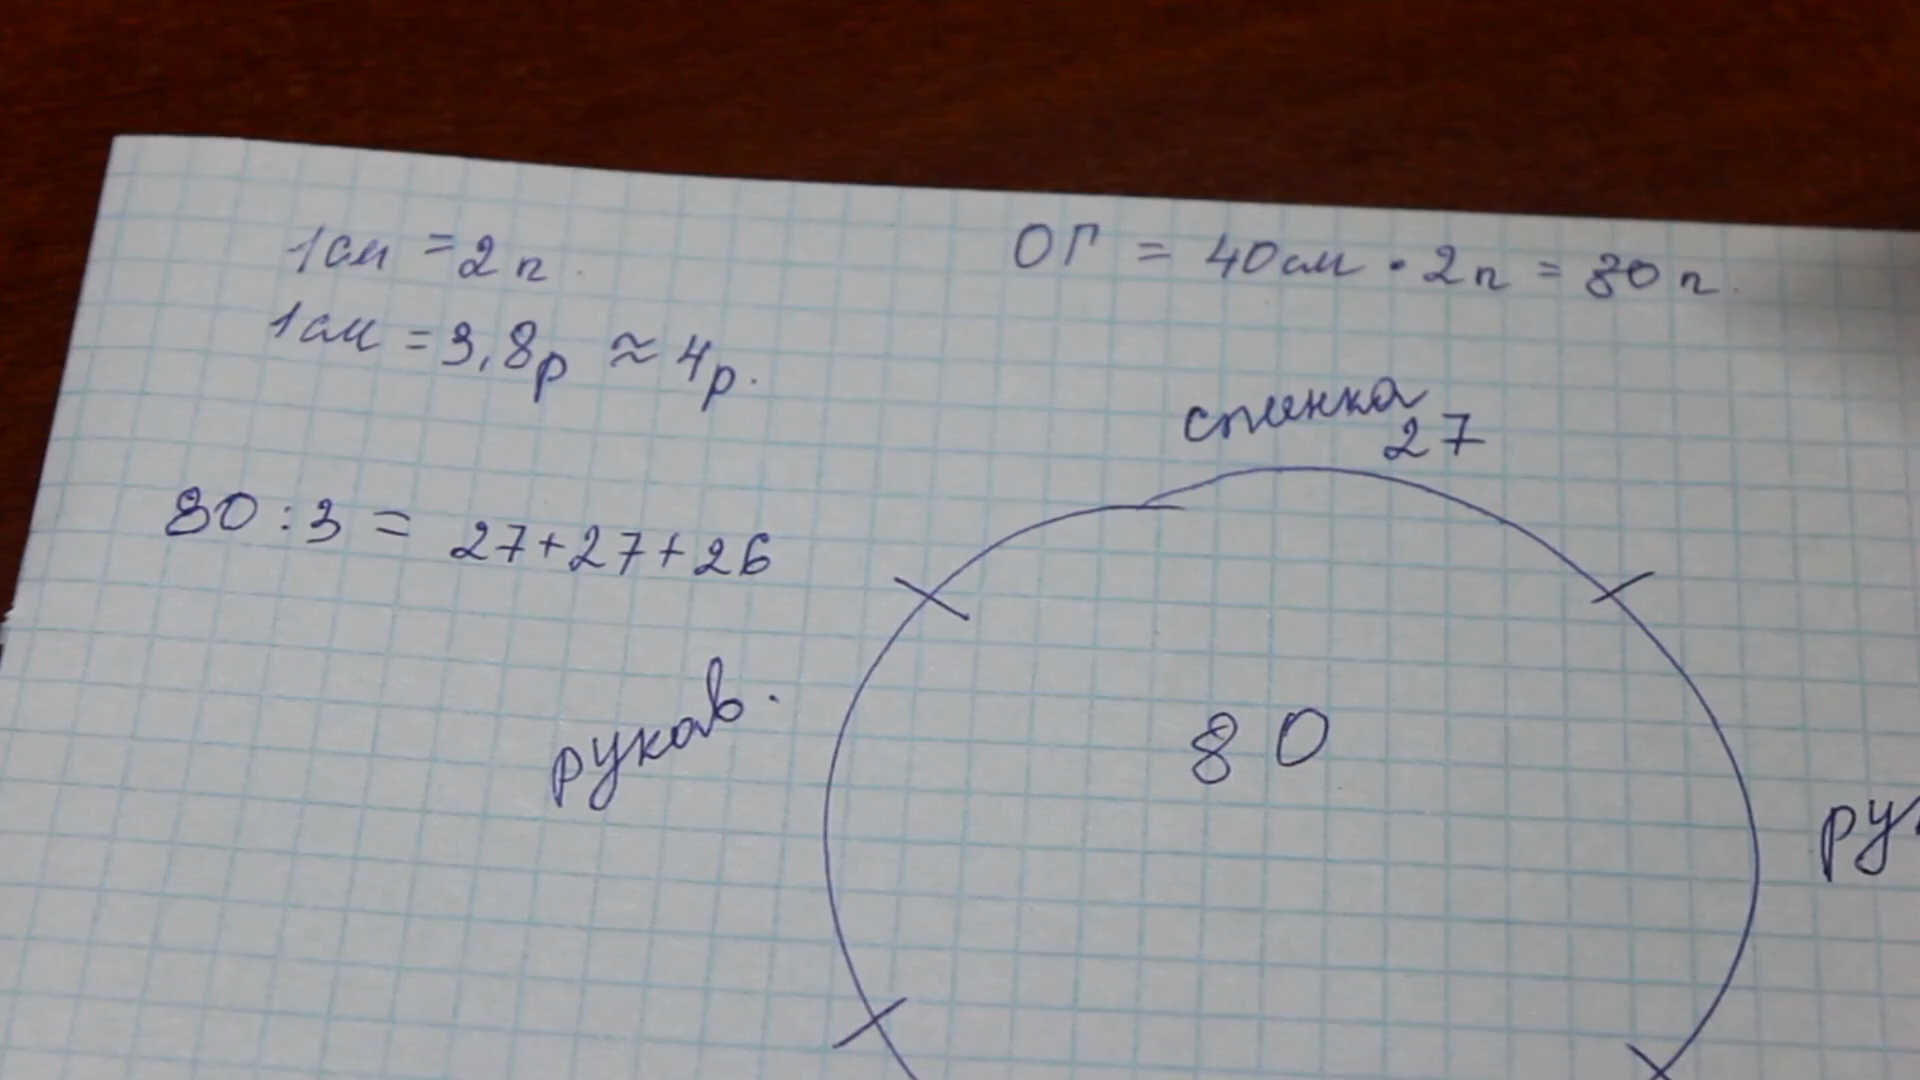 1см = 2п.
1см = 3,8р ≈ 4р.
ОГ = 40см · 2п = 80п.
80 : 3 = 27+27+26
спинка
27
рукав.
80
рук